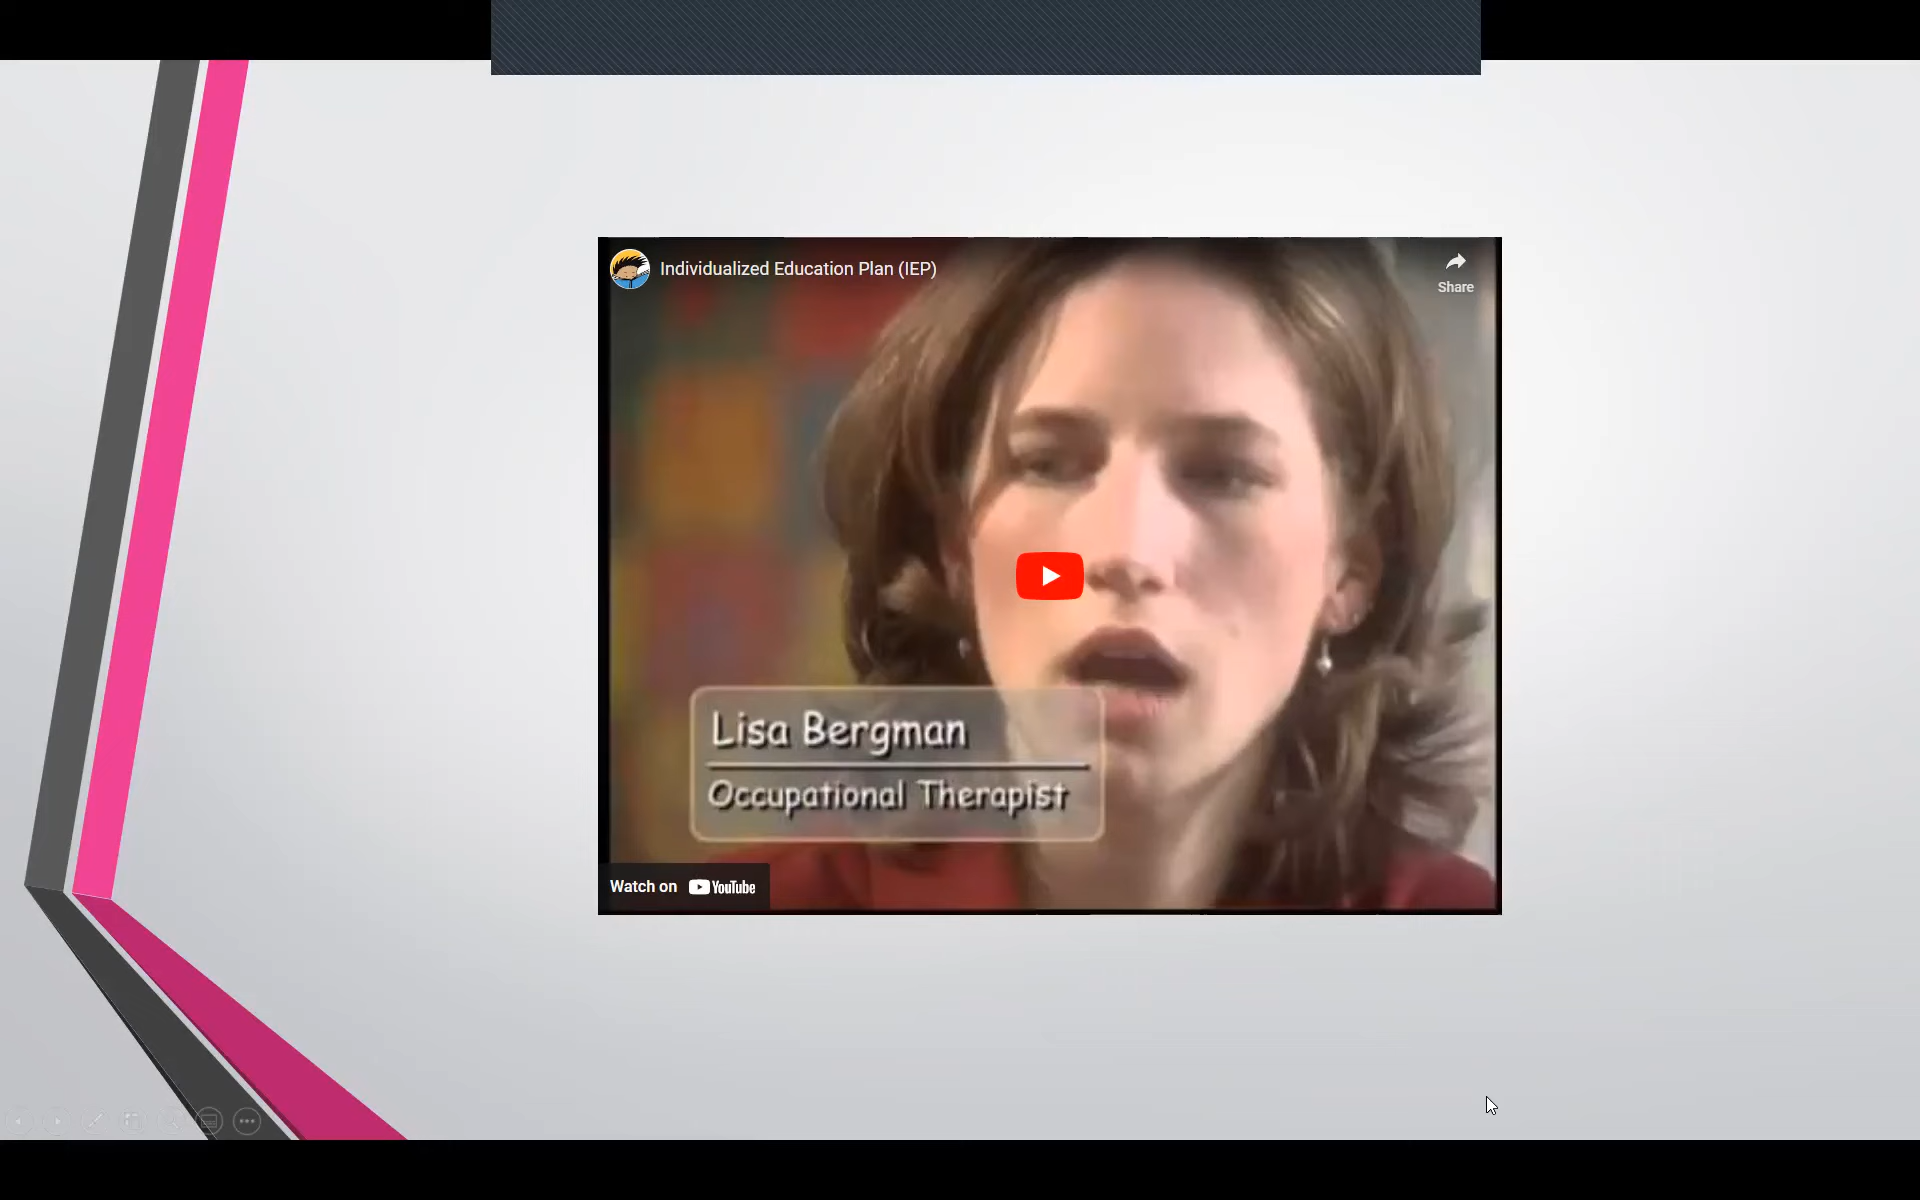 Individualized Education Plan (IEP)
Share
Lisa Bergman
Occupational Therapist
Watch on YouTube